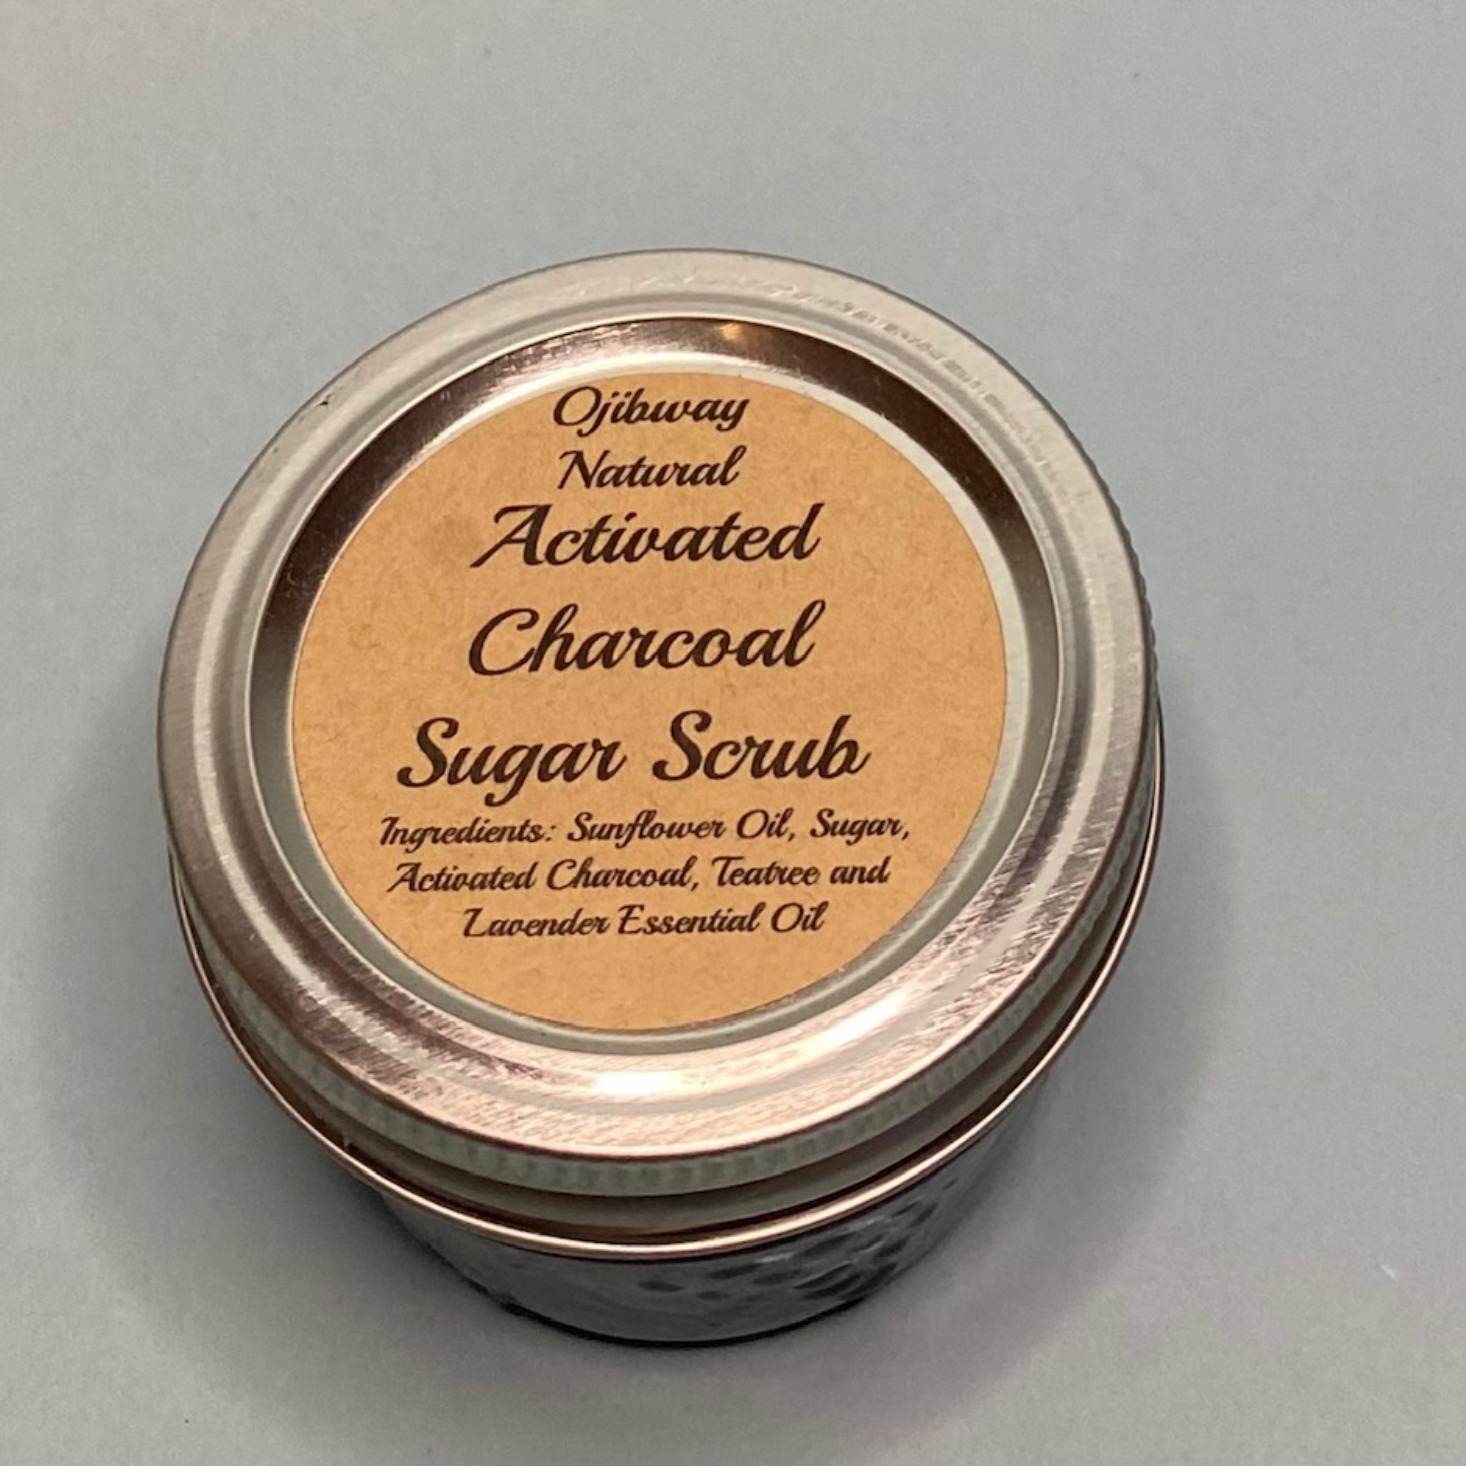 Ojibway
Natural
Activated
Charcoal
Sugar Scrub
Ingredients: Sunflower Oil, Sugar,
Activated Charcoal, Teatree and
Lavender Essential Oil